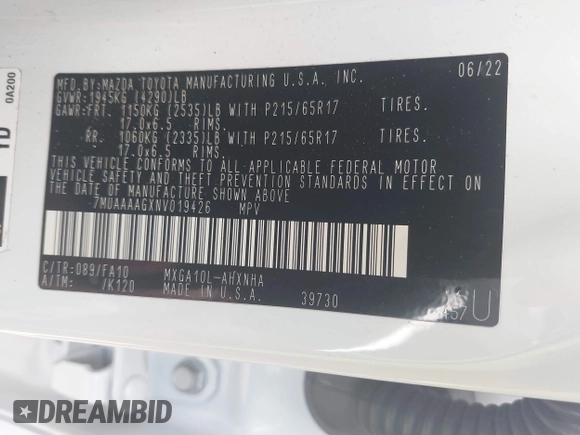 MFD.BY:MAZDA TOYOTA MANUFACTURING U.S.A. INC. 06/22
GVWR:1945KG (4290)LB
GAWR:FRT. 1150KG (2535)LB WITH P215/65R17 TIRES.
17.0x6.5 RIMS.
RR. 1060KG (2335)LB WITH P215/65R17 TIRES.
17.0x6.5 RIMS.
THIS VEHICLE CONFORMS TO ALL APPLICABLE FEDERAL MOTOR
VEHICLE SAFETY AND THEFT PREVENTION STANDARDS IN EFFECT ON
THE DATE OF MANUFACTURE SHOWN ABOVE
7MUAAAAGXNV019426 MPV
C/TR:089/FA10 MXGA10L-AHXNHA
A/TM: /K120 MADE IN U.S.A. 39730
SU
0A200
DREAMBID